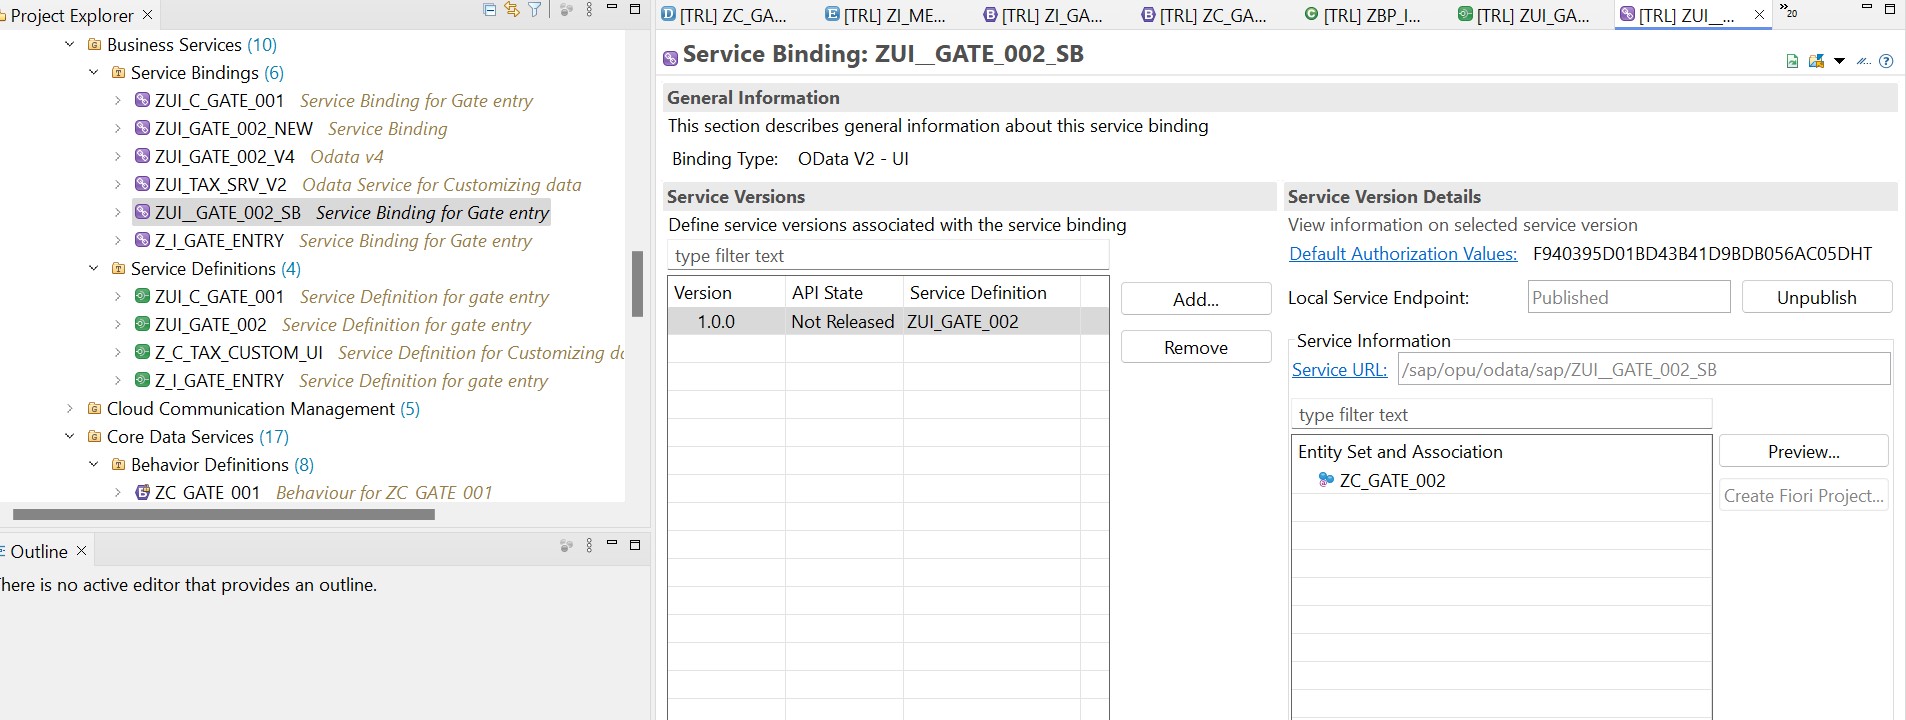 Project Explorer
Business Services (10)
Service Bindings (6)
ZUI_C_GATE_001 Service Binding for Gate entry
ZUI_GATE_002_NEW Service Binding
ZUI_GATE_002_V4 Odata v4
ZUI_TAX_SRV_V2 Odata Service for Customizing data
ZUI__GATE_002_SB Service Binding for Gate entry
Z_I_GATE_ENTRY Service Binding for Gate entry
Service Definitions (4)
ZUI_C_GATE_001 Service Definition for gate entry
ZUI_GATE_002 Service Definition for gate entry
Z_C_TAX_CUSTOM_UI Service Definition for Customizing da
Z_I_GATE_ENTRY Service Definition for gate entry
Cloud Communication Management (5)
Core Data Services (17)
Behavior Definitions (8)
ZC_GATE_001 Behaviour for ZC_GATE_001
Outline
here is no active editor that provides an outline.
[TRL] ZC_GA... [TRL] ZI_ME... [TRL] ZI_GA... [TRL] ZC_GA... [TRL] ZBP_I... [TRL] ZUI_GA... [TRL] ZUI__... »20
Service Binding: ZUI__GATE_002_SB
General Information
This section describes general information about this service binding
Binding Type: OData V2 - UI
Service Versions
Define service versions associated with the service binding
type filter text
Version API State Service Definition
1.0.0 Not Released ZUI_GATE_002
Add...
Remove
Service Version Details
View information on selected service version
Default Authorization Values: F940395D01BD43B41D9BDB056AC05DHT
Local Service Endpoint: Published Unpublish
Service Information
Service URL: /sap/opu/odata/sap/ZUI__GATE_002_SB
type filter text
Entity Set and Association
ZC_GATE_002
Preview...
Create Fiori Project...